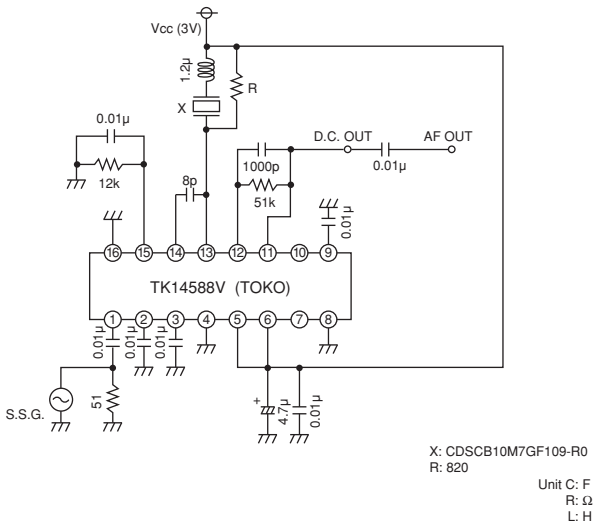 Vcc (3V)
1.2µ
R
X
0.01µ
D.C. OUT
AF OUT
12k
8p
1000p
51k
0.01µ
0.01µ
16 15 14 13 12 11 10 9
TK14588V (TOKO)
1 2 3 4 5 6 7 8
0.01µ
0.01µ
0.01µ
S.S.G.
51
+
4.7µ
0.01µ
X: CDSCB10M7GF109-R0
R: 820
Unit C: F
R: Ω
L: H